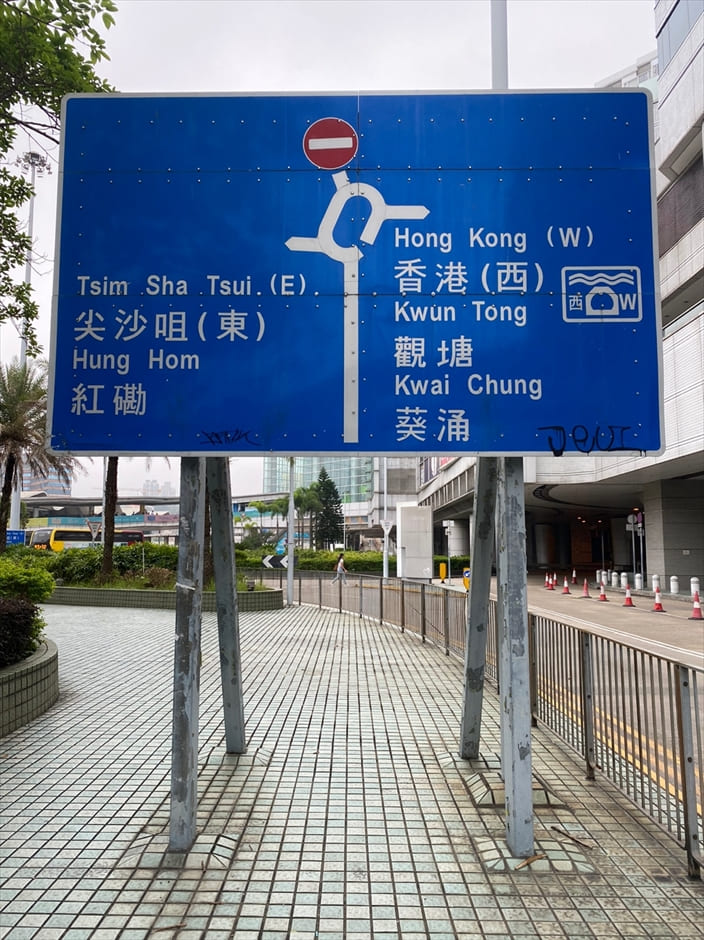 Tsim Sha Tsui (E)
尖沙咀(東)
Hung Hom
紅磡
Hong Kong (W)
香港(西)
Kwun Tong
觀塘
Kwai Chung
葵涌
西 W